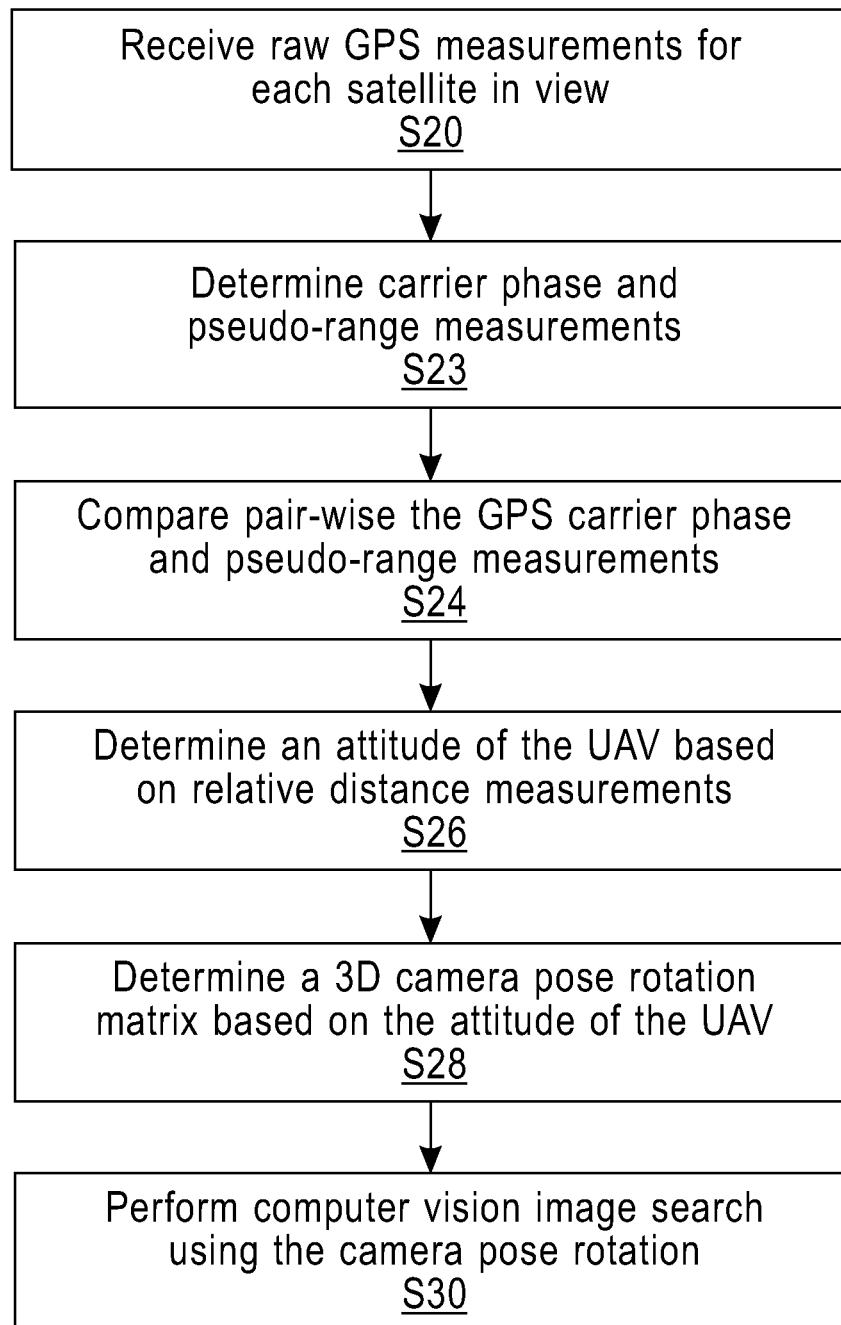 Receive raw GPS measurements for
each satellite in view
S20
Determine carrier phase and
pseudo-range measurements
S23
Compare pair-wise the GPS carrier phase
and pseudo-range measurements
S24
Determine an attitude of the UAV based
on relative distance measurements
S26
Determine a 3D camera pose rotation
matrix based on the attitude of the UAV
S28
Perform computer vision image search
using the camera pose rotation
S30